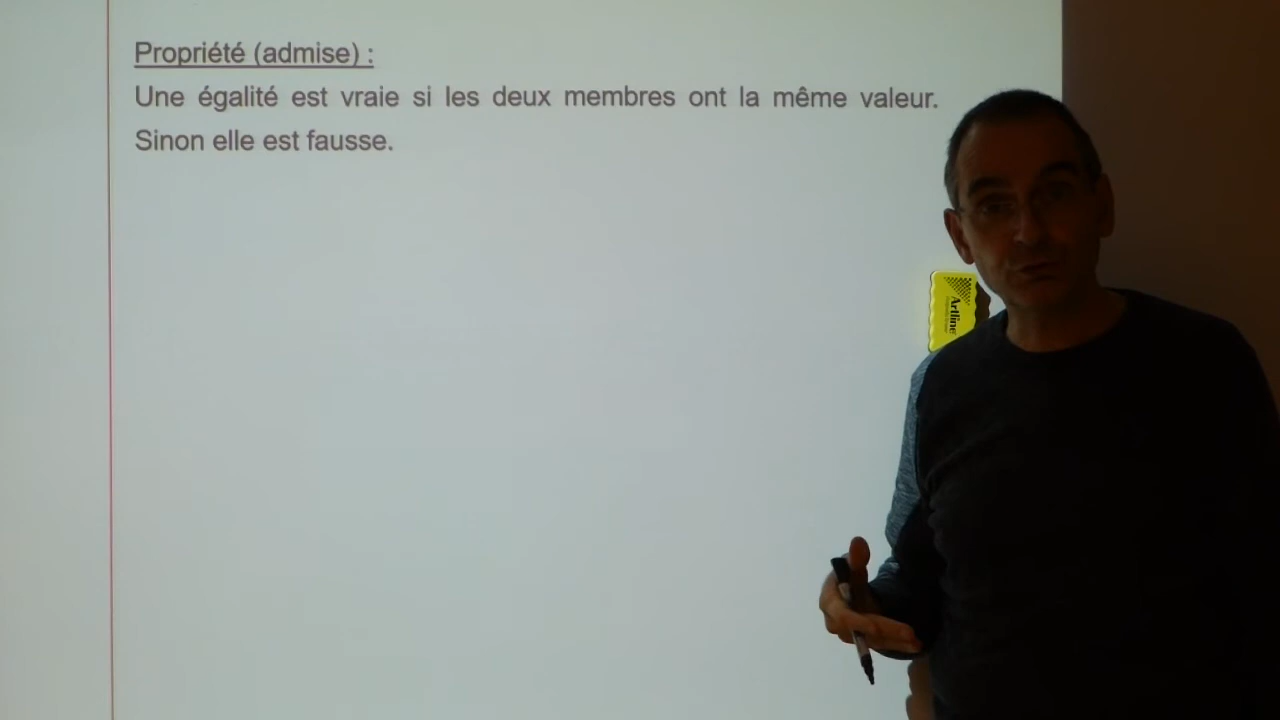 Propriété (admise) :
Une égalité est vraie si les deux membres ont la même valeur.
Sinon elle est fausse.
Artline